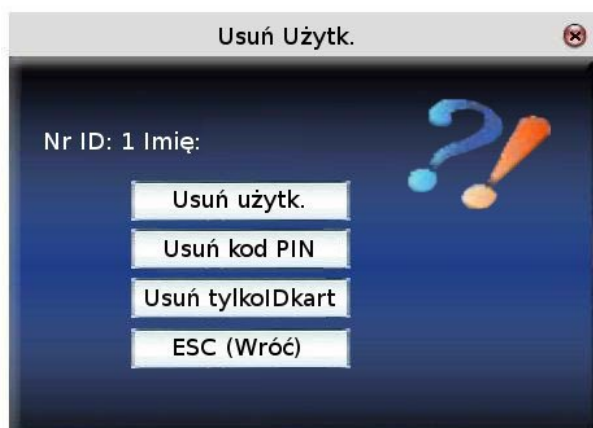 Usuń Użytk.
Nr ID: 1 Imię:
Usuń użytk.
Usuń kod PIN
Usuń tylkoIDkart
ESC (Wróć)